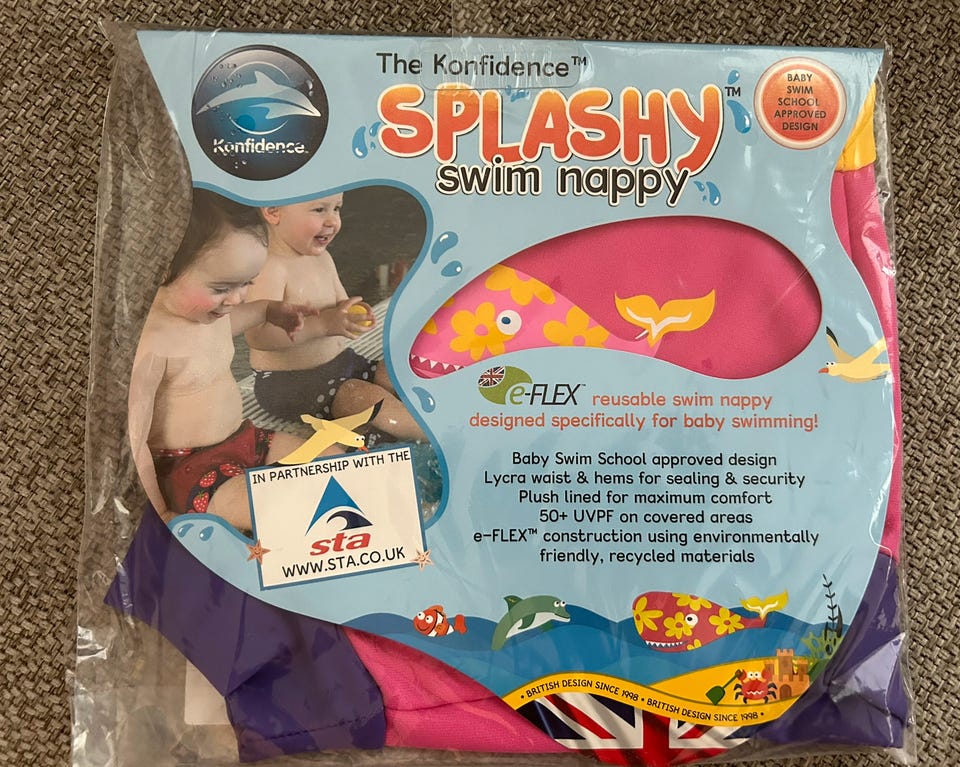 The Konfidence™
SPLASHY™
swim nappy
Konfidence™
BABY
SWIM
SCHOOL
APPROVED
DESIGN
e-FLEX™ reusable swim nappy
designed specifically for baby swimming!
Baby Swim School approved design
Lycra waist & hems for sealing & security
Plush lined for maximum comfort
50+ UVPF on covered areas
e-FLEX™ construction using environmentally
friendly, recycled materials
IN PARTNERSHIP WITH THE
sta
WWW.STA.CO.UK
• BRITISH DESIGN SINCE 1998 • BRITISH DESIGN SINCE 1998 •